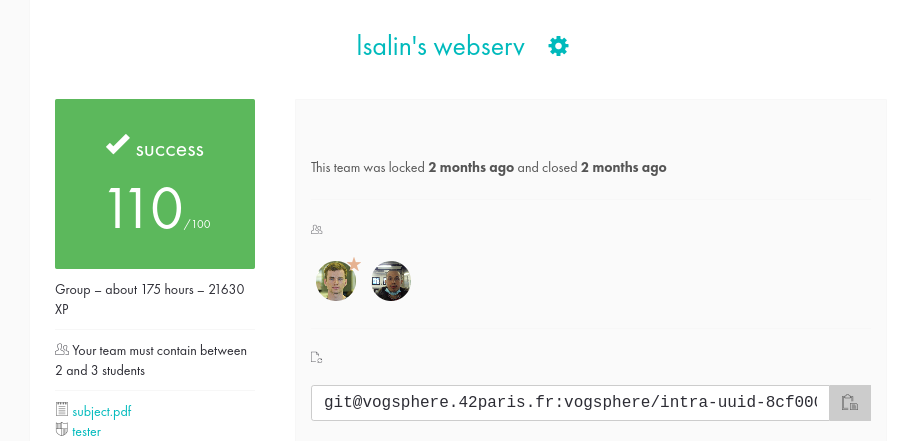 lsalin's webserv
success
110
/100
Group – about 175 hours – 21630
XP
Your team must contain between
2 and 3 students
subject.pdf
tester
This team was locked 2 months ago and closed 2 months ago
git@vogsphere.42paris.fr:vogsphere/intra-uuid-8cf000